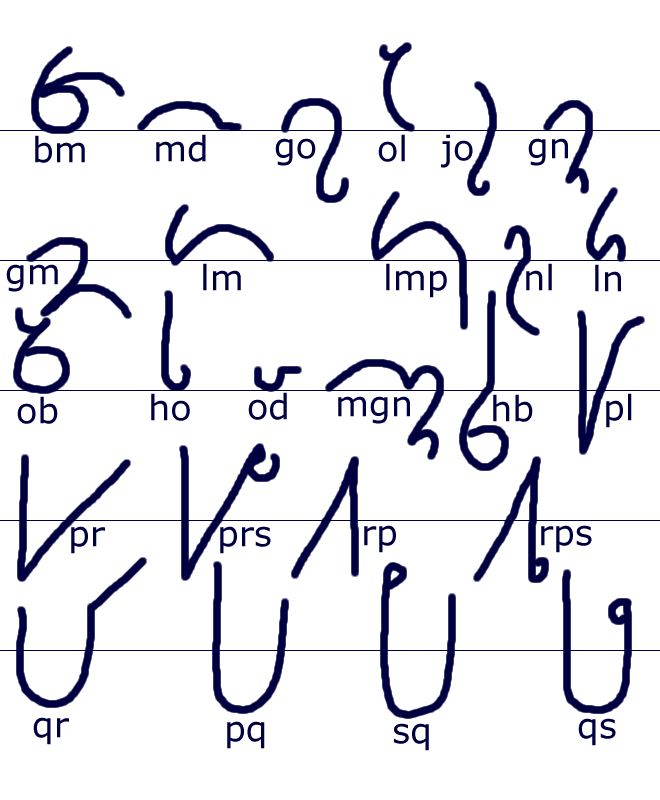 bm md go ol jo gn
gm lm lmp nl ln
ob ho od mgn hb pl
pr prs rp rps
qr pq sq qs